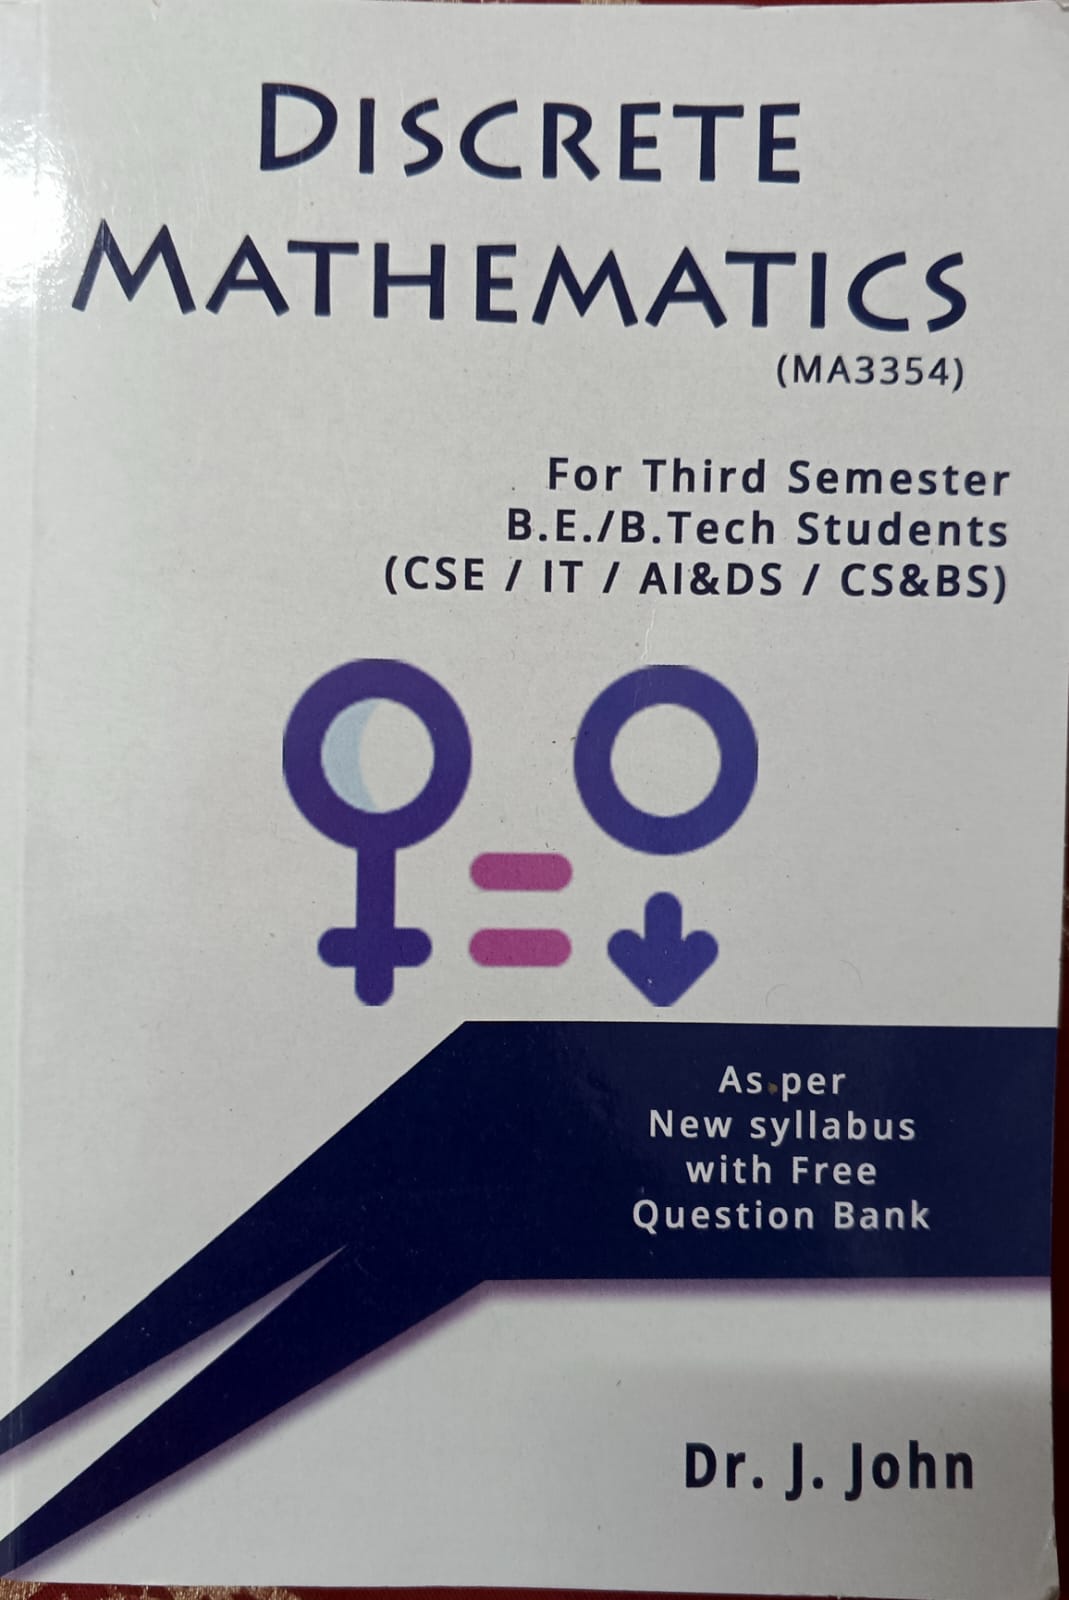 DISCRETE
MATHEMATICS
(MA3354)
For Third Semester
B.E./B.Tech Students
(CSE / IT / AI&DS / CS&BS)
As per
New syllabus
with Free
Question Bank
Dr. J. John